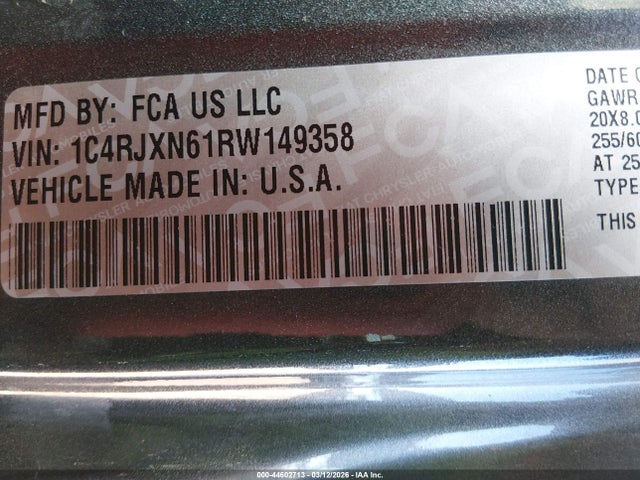 MFD BY: FCA US LLC
VIN: 1C4RJXN61RW149358
VEHICLE MADE IN: U.S.A.
DATE O
GAWR
20X8.0
255/60
AT 25
TYPE
THIS
000-44602713 - 03/12/2026 - IAA Inc.